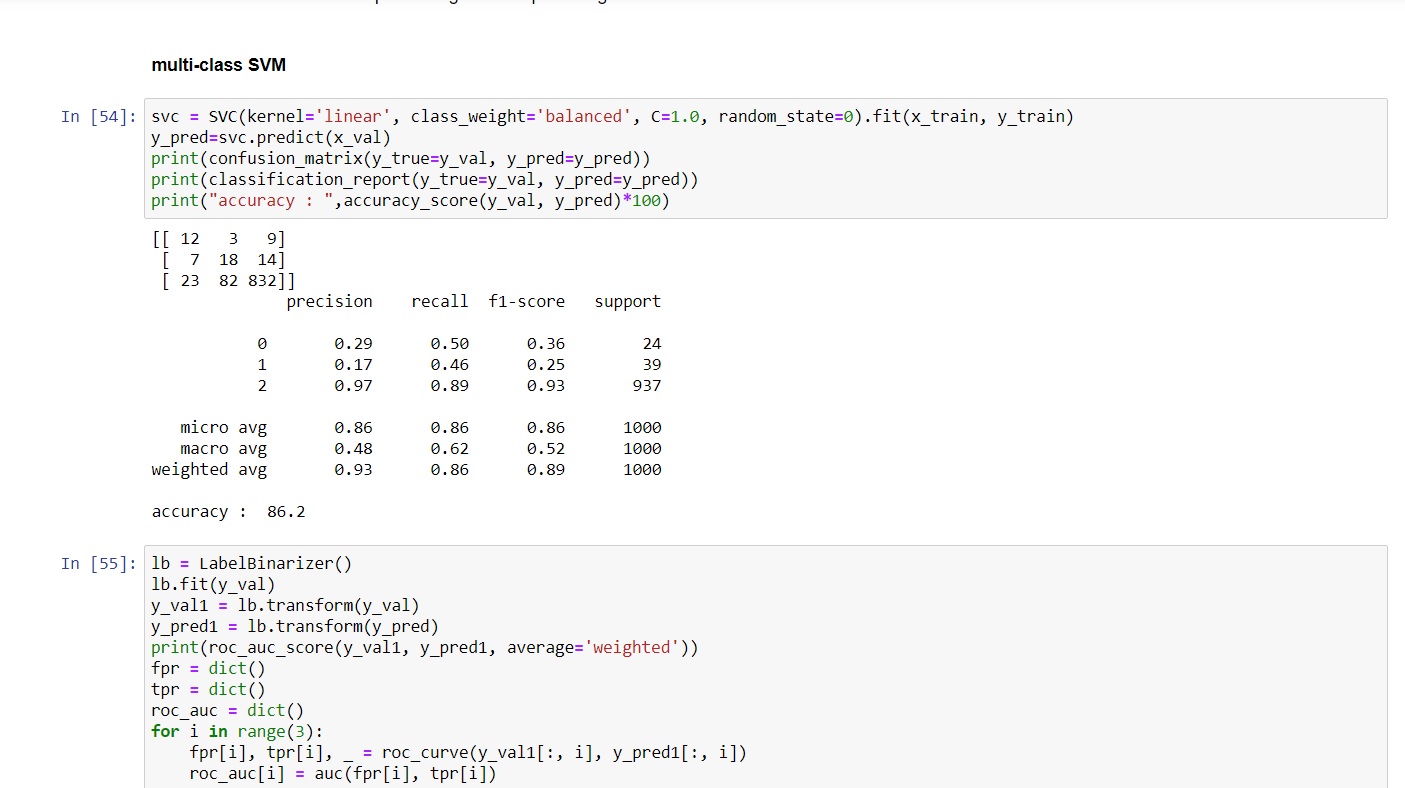 multi-class SVM
In [54]: svc = SVC(kernel='linear', class_weight='balanced', C=1.0, random_state=0).fit(x_train, y_train)
y_pred=svc.predict(x_val)
print(confusion_matrix(y_true=y_val, y_pred=y_pred))
print(classification_report(y_true=y_val, y_pred=y_pred))
print("accuracy : ",accuracy_score(y_val, y_pred)*100)
[[ 12   3   9]
 [  7  18  14]
 [ 23  82 832]]
              precision    recall  f1-score   support
           0       0.29      0.50      0.36        24
           1       0.17      0.46      0.25        39
           2       0.97      0.89      0.93       937
   micro avg       0.86      0.86      0.86      1000
   macro avg       0.48      0.62      0.52      1000
weighted avg       0.93      0.86      0.89      1000
accuracy :  86.2
In [55]: lb = LabelBinarizer()
lb.fit(y_val)
y_val1 = lb.transform(y_val)
y_pred1 = lb.transform(y_pred)
print(roc_auc_score(y_val1, y_pred1, average='weighted'))
fpr = dict()
tpr = dict()
roc_auc = dict()
for i in range(3):
    fpr[i], tpr[i], _ = roc_curve(y_val1[:, i], y_pred1[:, i])
    roc_auc[i] = auc(fpr[i], tpr[i])